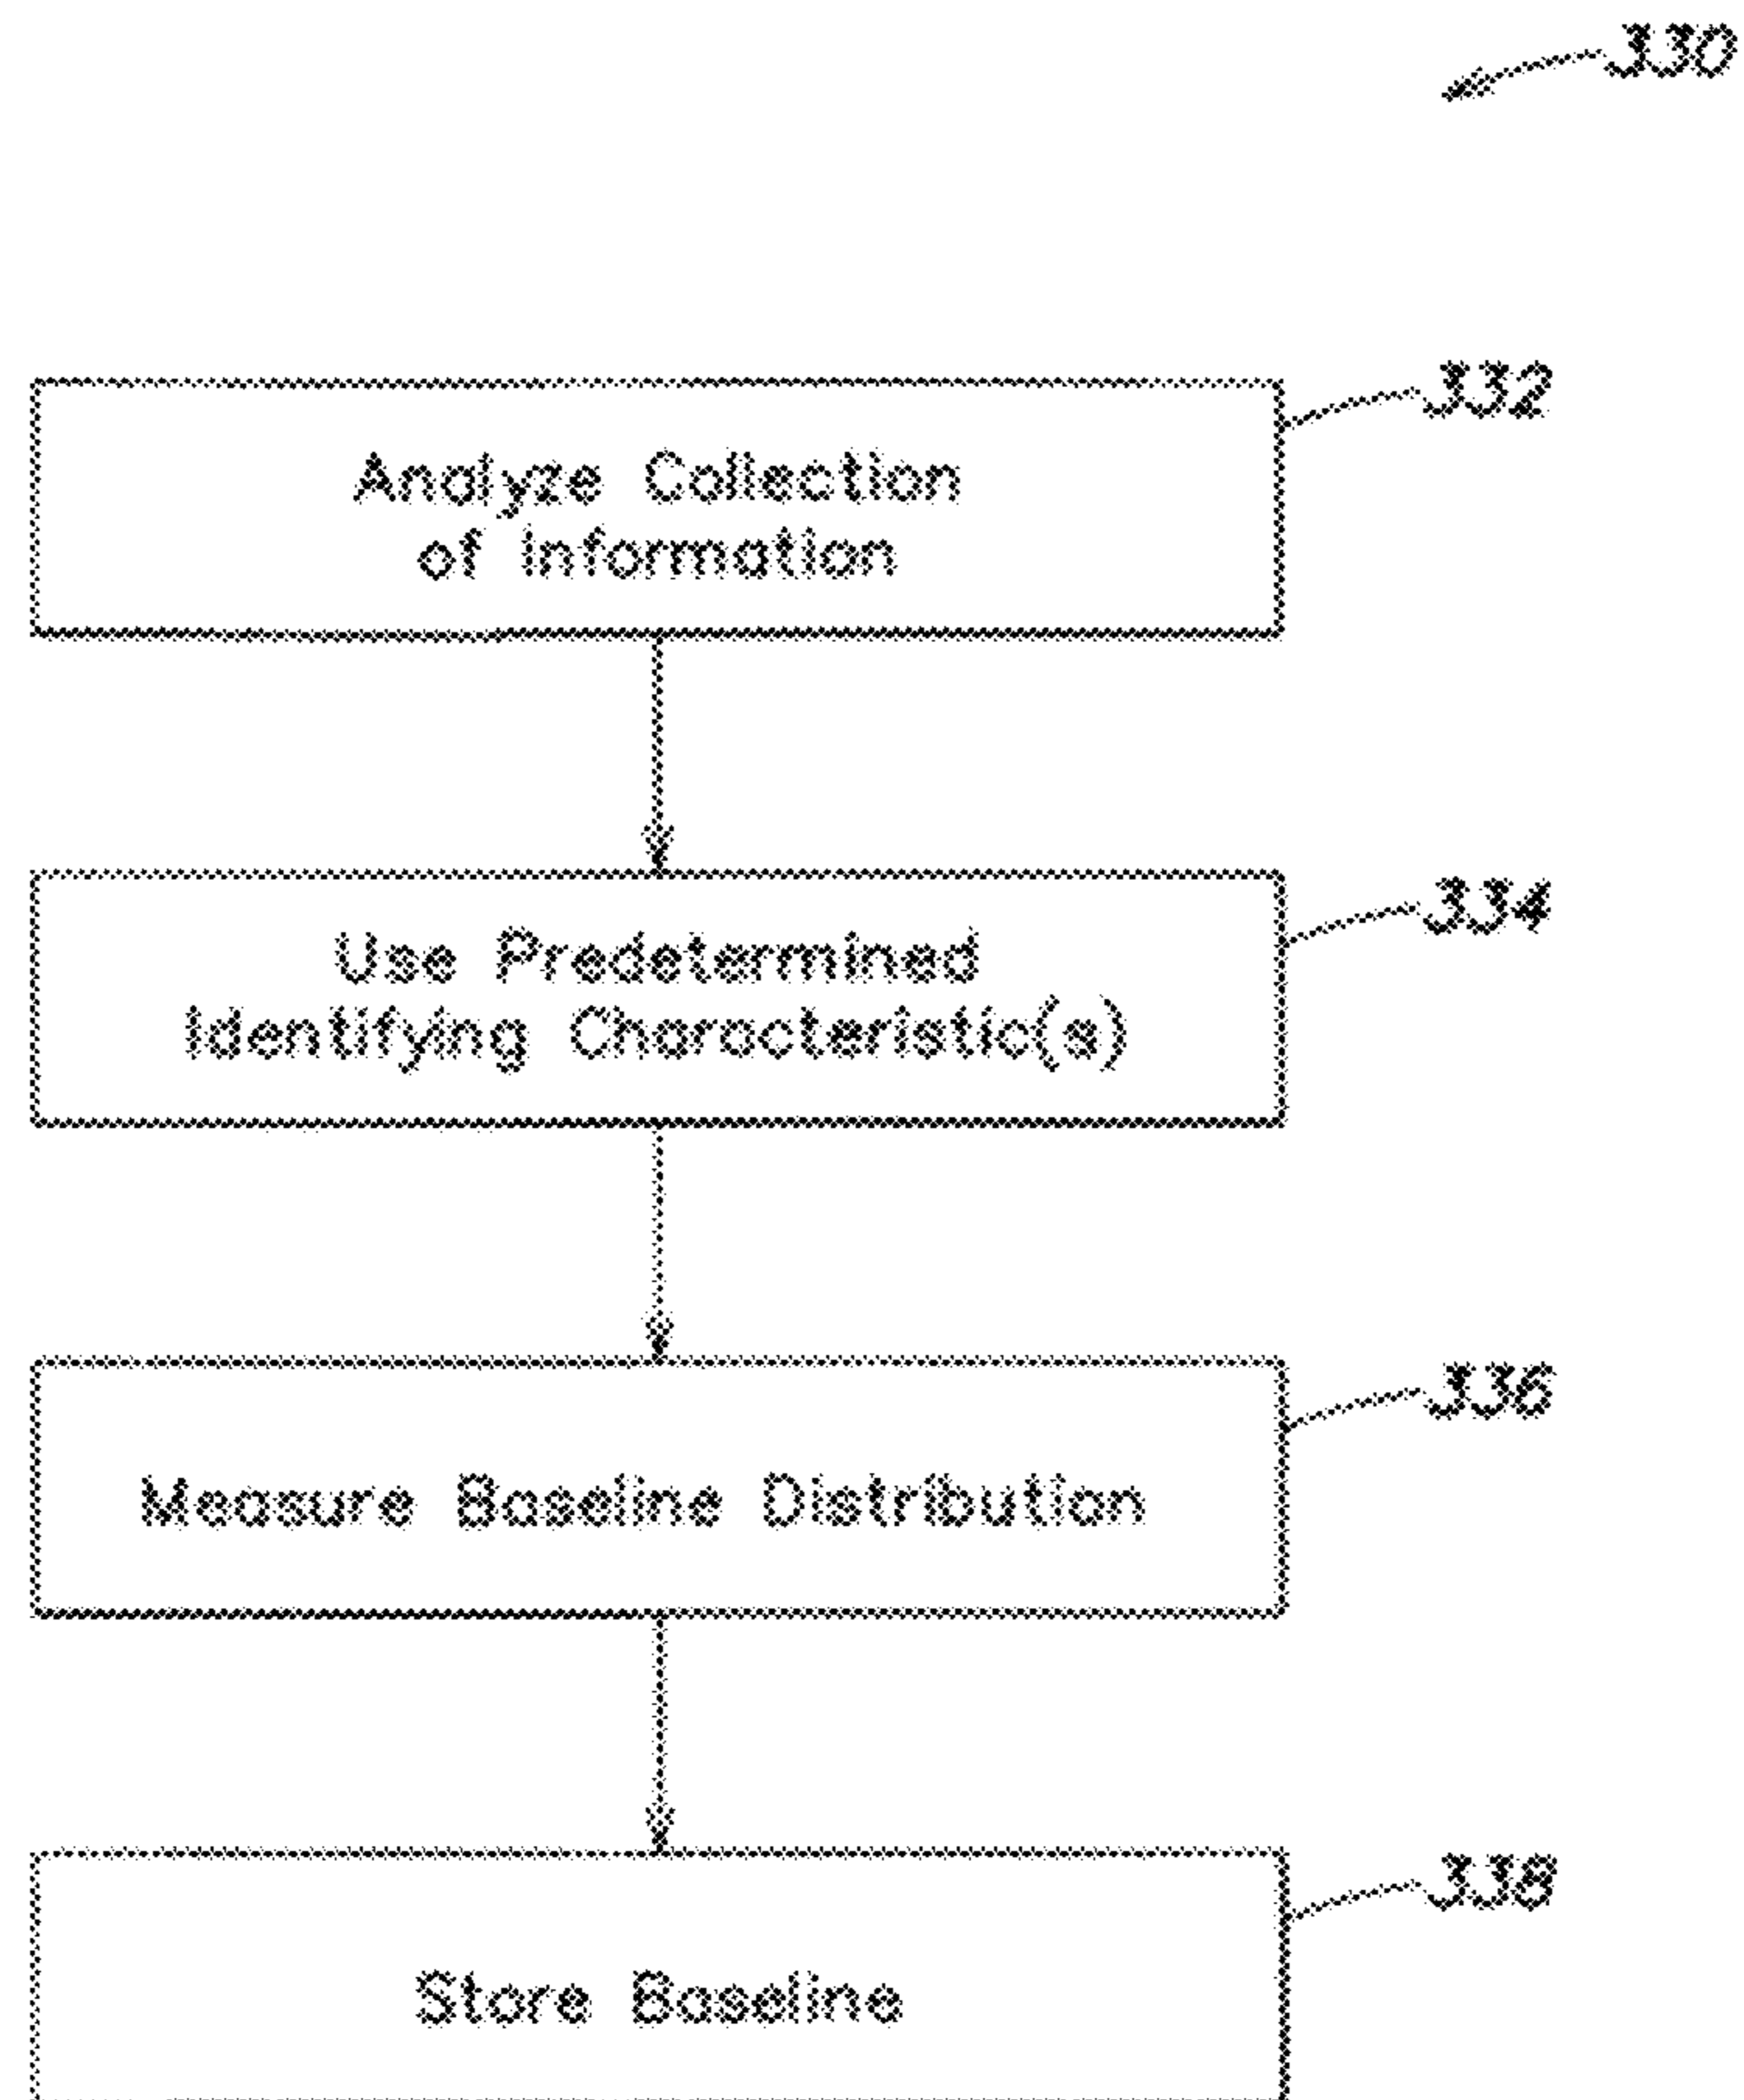 330
332
Analyze Collection
of Information
334
Use Predetermined
Identifying Characteristic(s)
336
Measure Baseline Distribution
338
Store Baseline